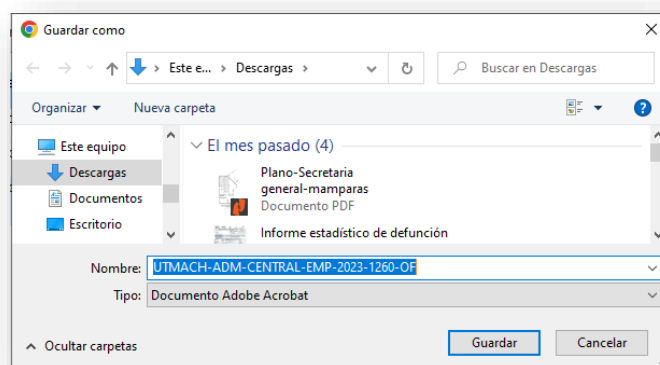 Guardar como
Este e... > Descargas >
Buscar en Descargas
Organizar
Nueva carpeta
Este equipo
Descargas
Documentos
Escritorio
El mes pasado (4)
Plano-Secretaria
general-mamparas
Documento PDF
Informe estadístico de defunción
Nombre: UTMACH-ADM-CENTRAL-EMP-2023-1260-OF
Tipo: Documento Adobe Acrobat
Ocultar carpetas
Guardar
Cancelar